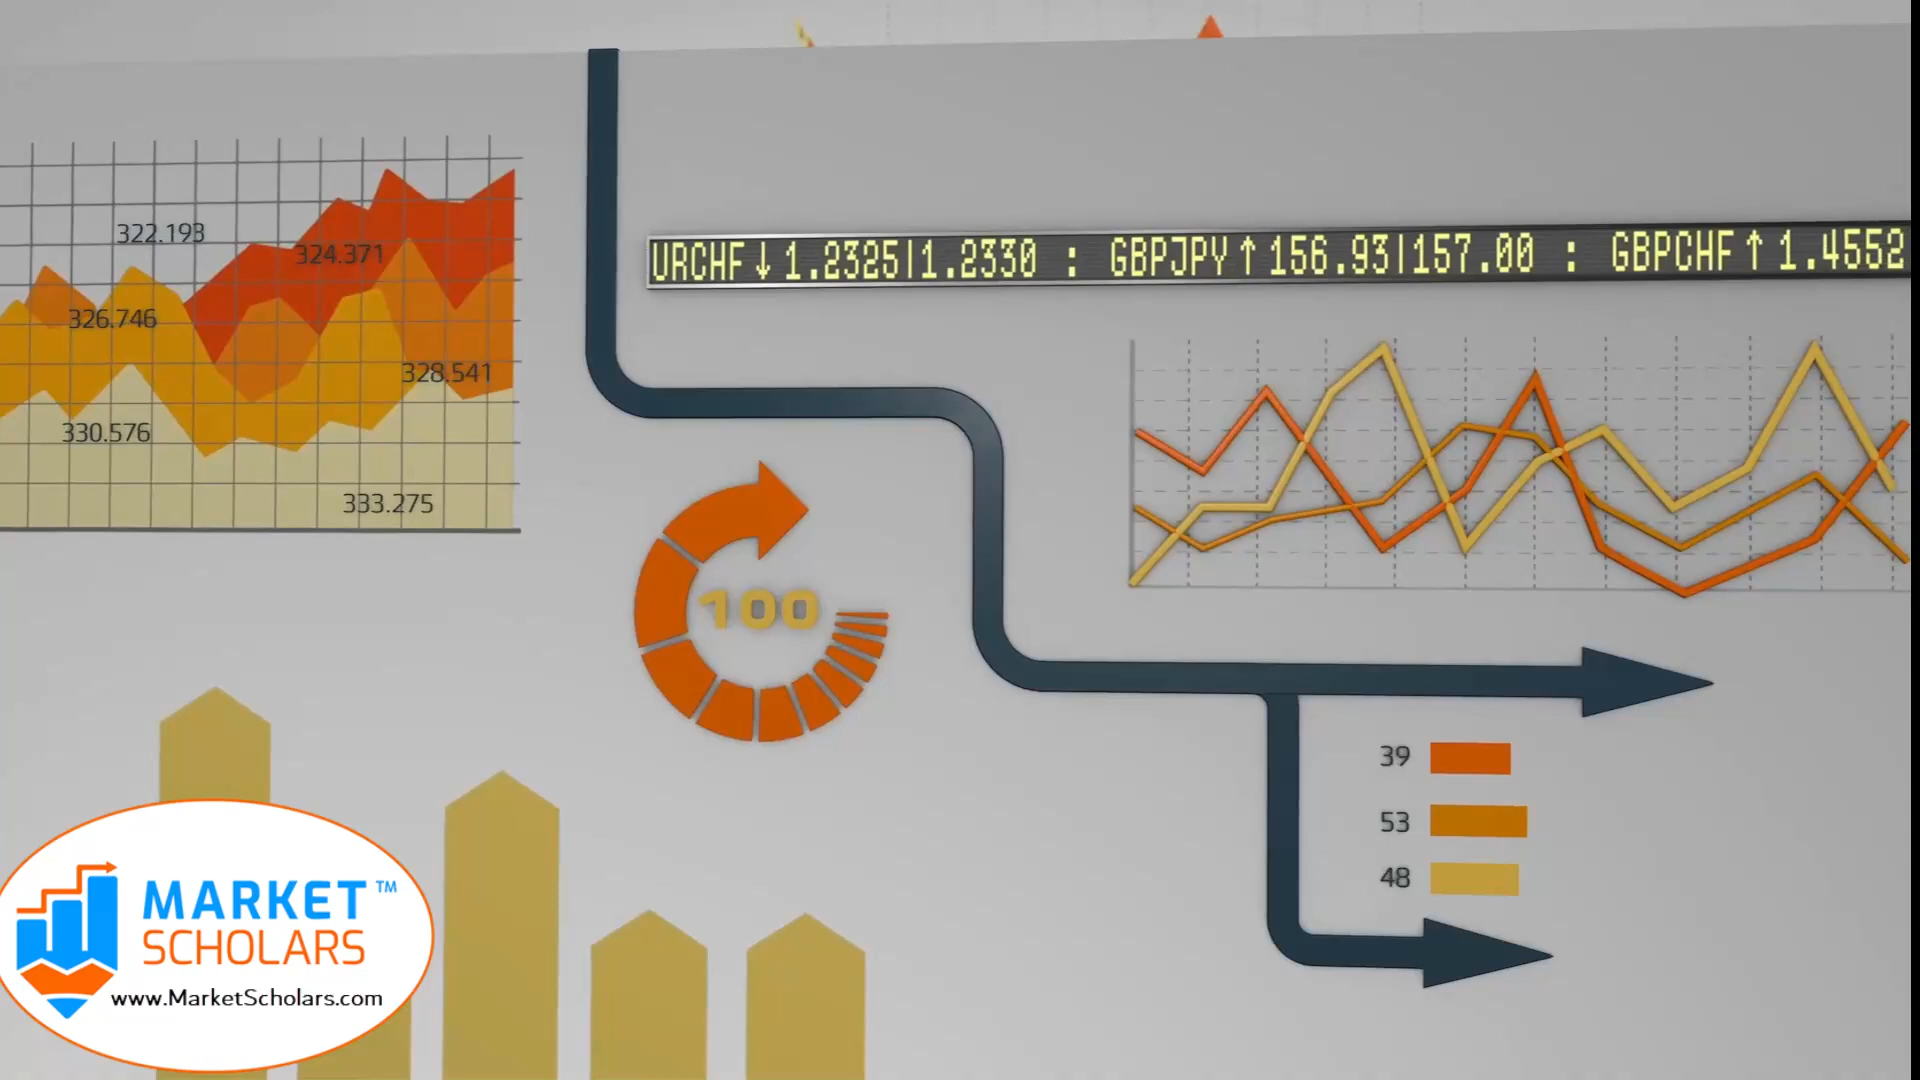 URCHF↓1.2325|1.2330 : GBPJPY↑156.93|157.00 : GBPCHF↑1.4552
322.193
324.371
326.746
328.541
330.576
333.275
100
39
53
48
MARKET™
SCHOLARS
www.MarketScholars.com